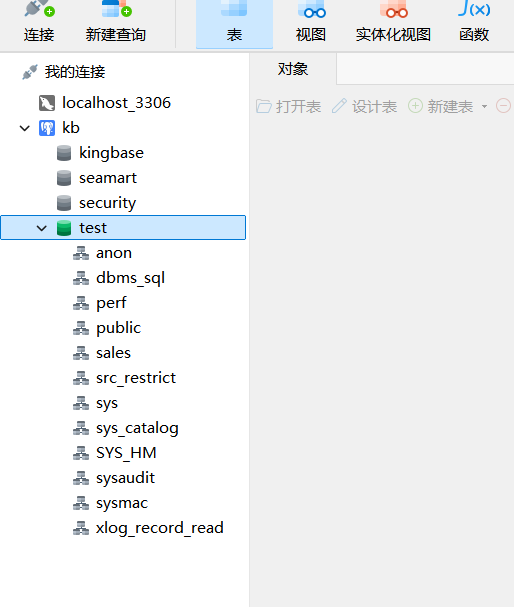 连接 新建查询 表 视图 实体化视图 函数
我的连接 对象
打开表 设计表 新建表
localhost_3306
kb
kingbase
seamart
security
test
anon
dbms_sql
perf
public
sales
src_restrict
sys
sys_catalog
SYS_HM
sysaudit
sysmac
xlog_record_read